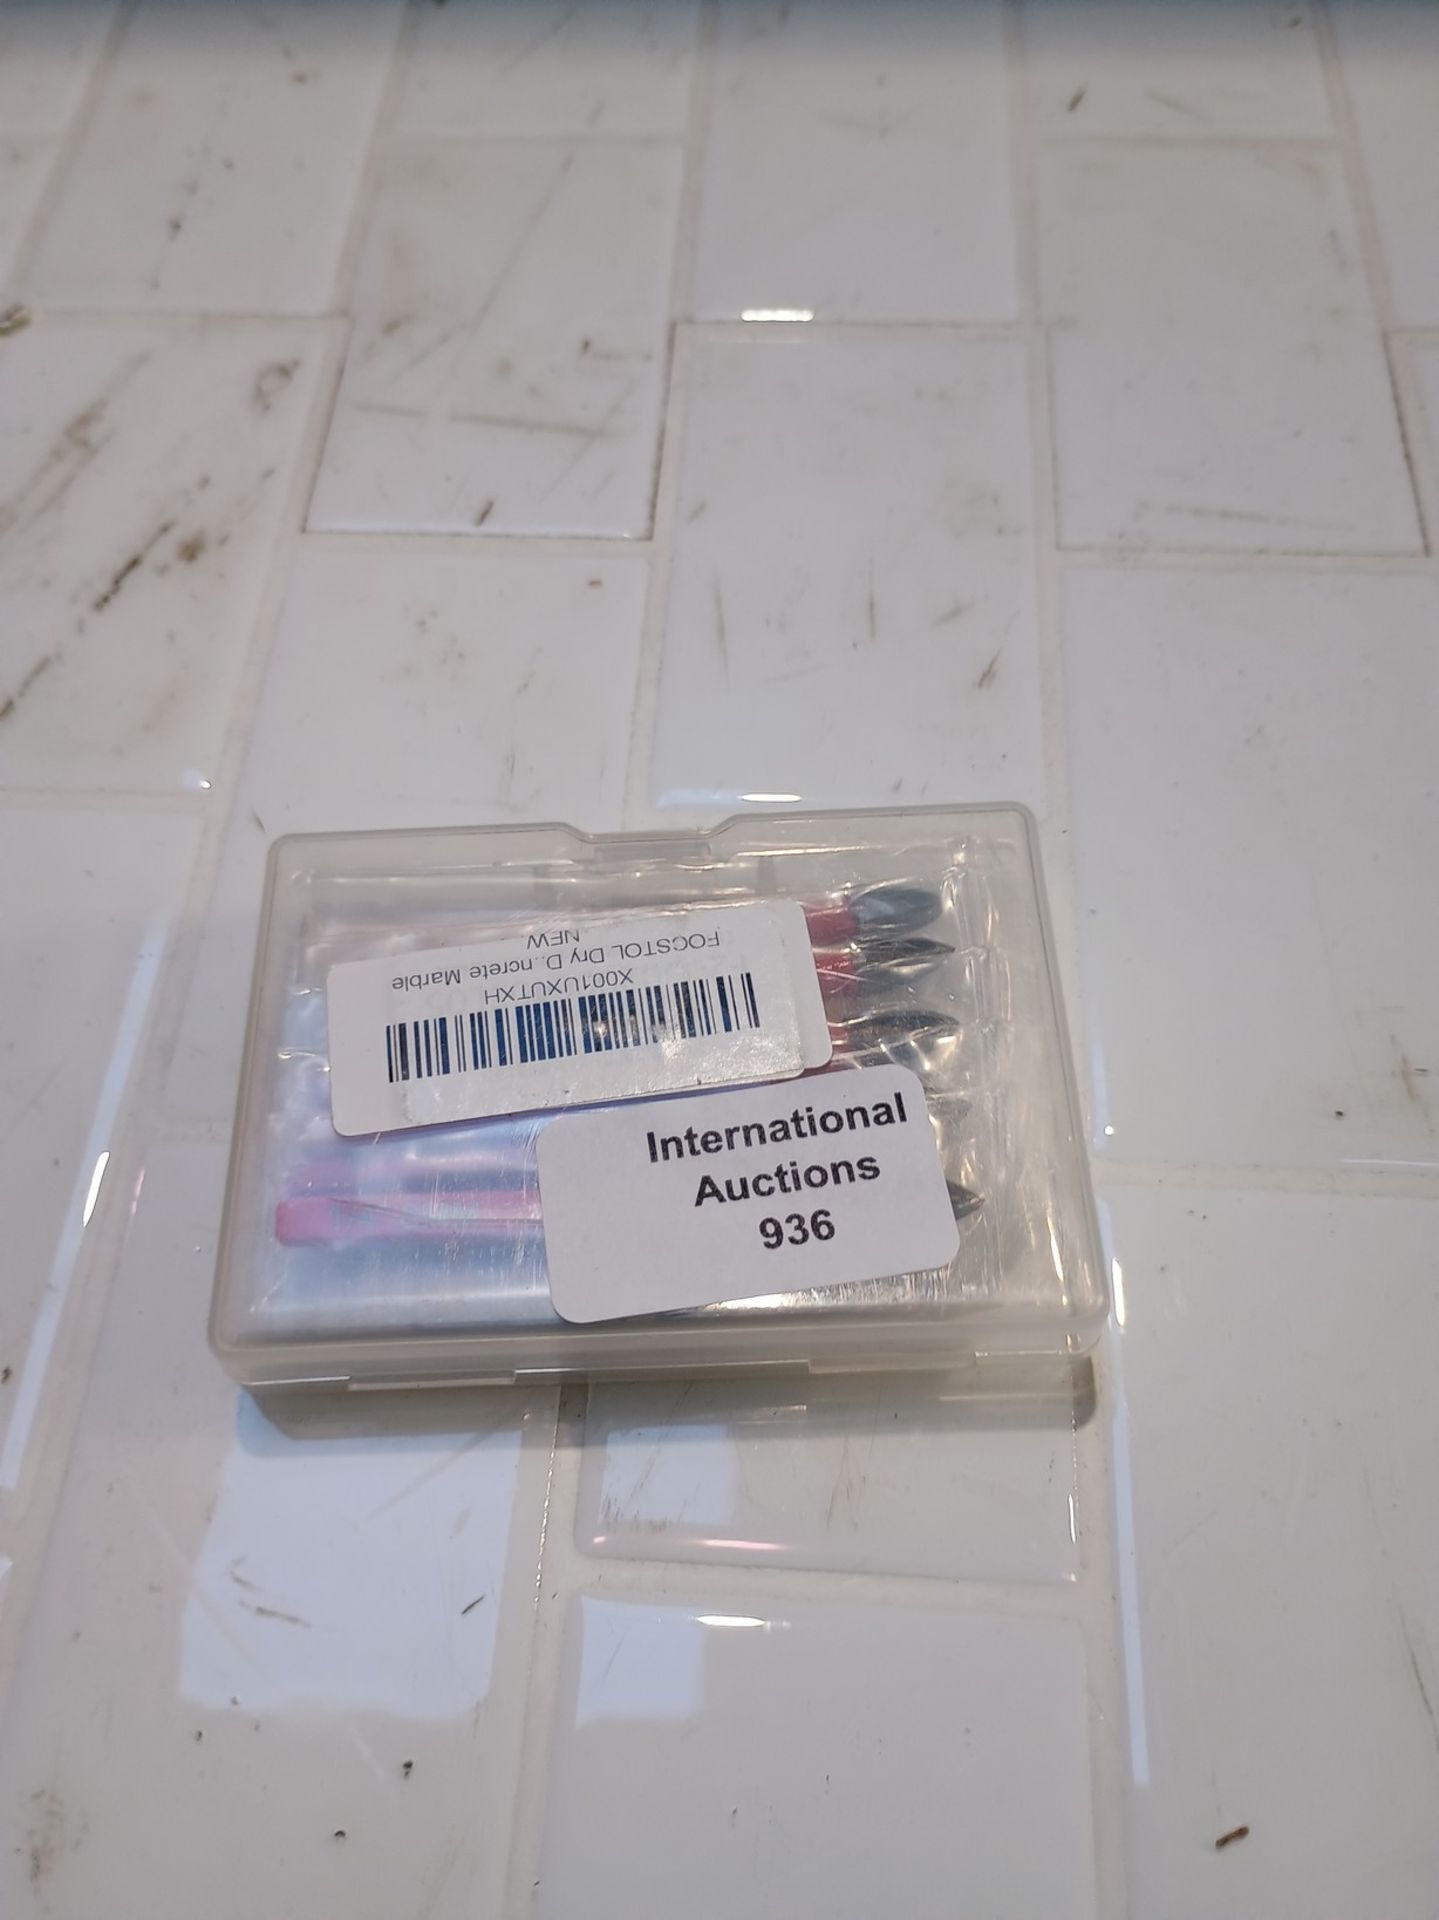 X001UXUTXH
FOCSTOL Dry D...ncrete Marble
NEW
International
Auctions
936